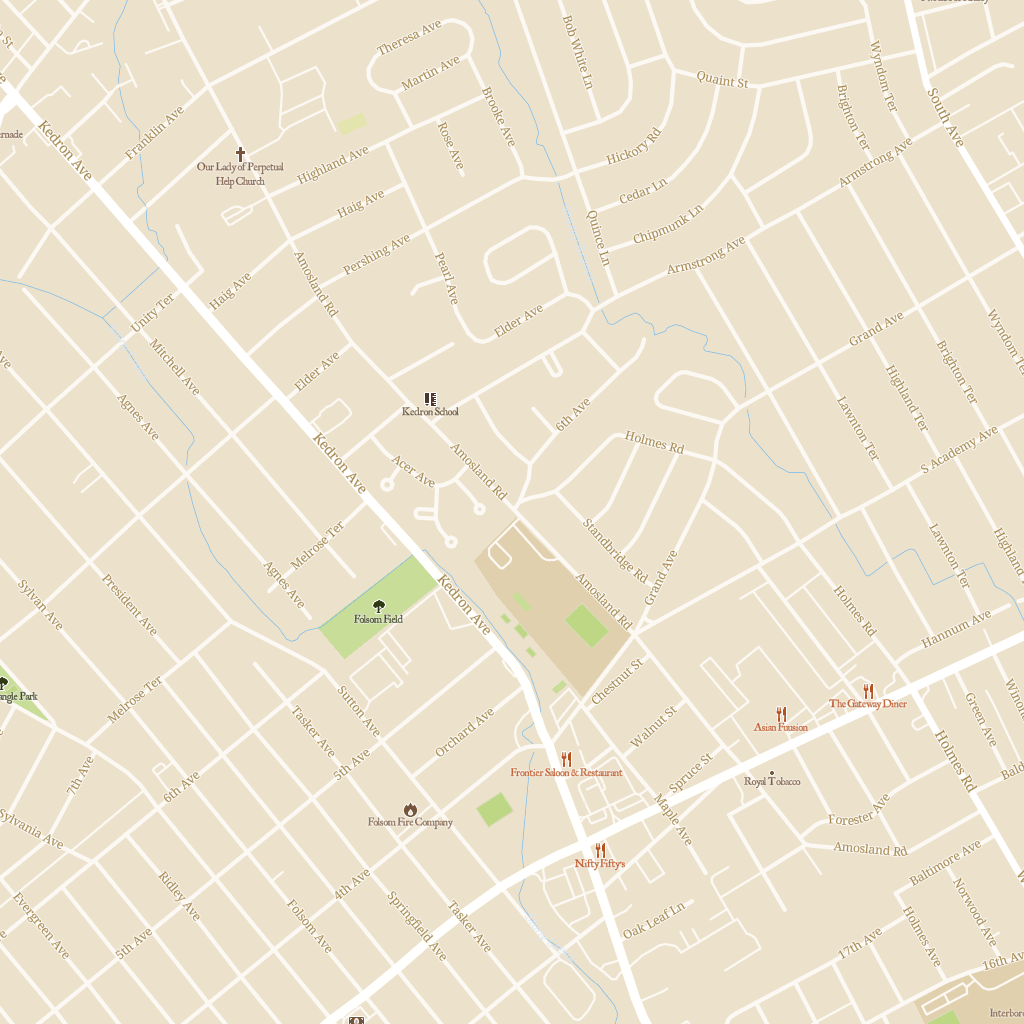 Theresa Ave
Bob White Ln
Wyndom Ter
Martin Ave
Quaint St
South Ave
Brighton Ter
Brooke Ave
Franklin Ave
Kedron Ave
Rose Ave
Hickory Rd
Armstrong Ave
Our Lady of Perpetual
Help Church
Highland Ave
Cedar Ln
Haig Ave
Chipmunk Ln
Quince Ln
Pershing Ave
Armstrong Ave
Amosland Rd
Pearl Ave
Haig Ave
Unity Ter
Elder Ave
Grand Ave
Wyndom Ter
Mitchell Ave
Elder Ave
Brighton Ter
Highland Ter
Agnes Ave
Kedron School
6th Ave
Lawnton Ter
Holmes Rd
S Academy Ave
Kedron Ave
Acer Ave
Amosland Rd
Melrose Ter
Standbridge Rd
Lawnton Ter
Highland
Agnes Ave
Grand Ave
Sylvan Ave
President Ave
Folsom Field
Kedron Ave
Amosland Rd
Holmes Rd
Hannum Ave
Chestnut St
angle Park
Melrose Ter
Sutton Ave
Tasker Ave
Orchard Ave
Walnut St
The Gateway Diner
Asian Fuusion
Green Ave
7th Ave
6th Ave
5th Ave
Frontier Saloon & Restaurant
Spruce St
Royal Tobacco
Holmes Rd
Folsom Fire Company
Maple Ave
Forester Ave
Sylvania Ave
Amosland Rd
Baltimore Ave
Nifty Fifty's
Ridley Ave
4th Ave
Evergreen Ave
Folsom Ave
Springfield Ave
Tasker Ave
Oak Leaf Ln
Norwood Ave
Holmes Ave
5th Ave
17th Ave
16th Av